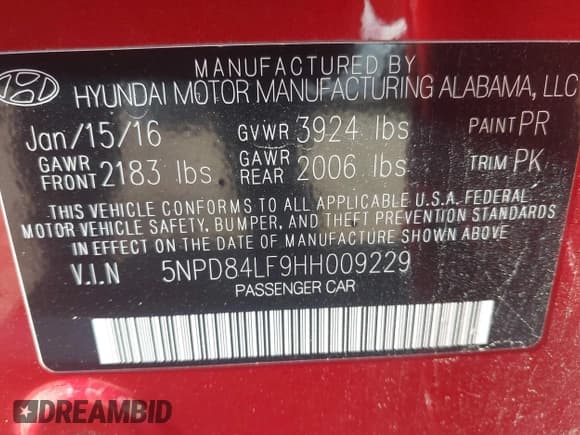 MANUFACTURED BY
HYUNDAI MOTOR MANUFACTURING ALABAMA, LLC
Jan/15/16 GVWR 3924 lbs PAINT PR
GAWR FRONT 2183 lbs GAWR REAR 2006 lbs TRIM PK
THIS VEHICLE CONFORMS TO ALL APPLICABLE U.S.A. FEDERAL
MOTOR VEHICLE SAFETY, BUMPER, AND THEFT PREVENTION STANDARDS
IN EFFECT ON THE DATE OF MANUFACTURE SHOWN ABOVE.
V.I.N 5NPD84LF9HH009229
PASSENGER CAR
DREAMBID